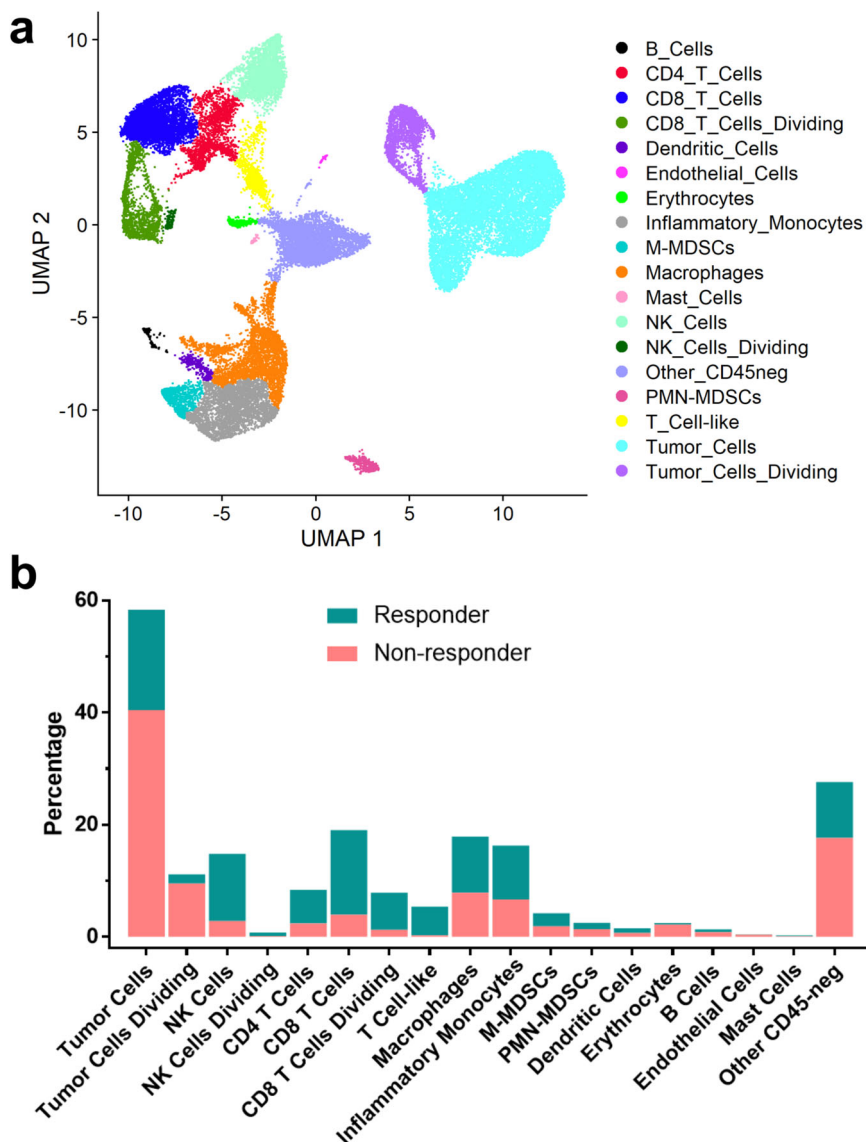 a
10
5
0
-5
-10
UMAP 2
-10
-5
0
5
10
UMAP 1
B_Cells
CD4_T_Cells
CD8_T_Cells
CD8_T_Cells_Dividing
Dendritic_Cells
Endothelial_Cells
Erythrocytes
Inflammatory_Monocytes
M-MDSCs
Macrophages
Mast_Cells
NK_Cells
NK_Cells_Dividing
Other_CD45neg
PMN-MDSCs
T_Cell-like
Tumor_Cells
Tumor_Cells_Dividing
b
60
40
20
0
Percentage
Responder
Non-responder
Tumor Cells
Tumor Cells Dividing
NK Cells
NK Cells Dividing
CD4 T Cells
CD8 T Cells
CD8 T Cells Dividing
T Cell-like
Macrophages
Inflammatory Monocytes
M-MDSCs
PMN-MDSCs
Dendritic Cells
Erythrocytes
B Cells
Endothelial Cells
Mast Cells
Other CD45-neg